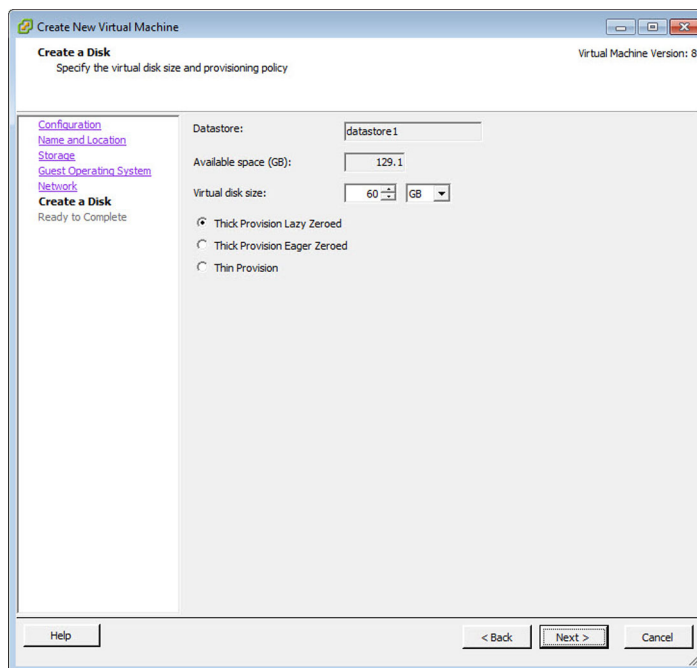 Create New Virtual Machine
Create a Disk
Specify the virtual disk size and provisioning policy
Virtual Machine Version: 8
Configuration
Name and Location
Storage
Guest Operating System
Network
Create a Disk
Ready to Complete
Datastore:
datastore1
Available space (GB):
129.1
Virtual disk size:
60
GB
Thick Provision Lazy Zeroed
Thick Provision Eager Zeroed
Thin Provision
Help
< Back
Next >
Cancel